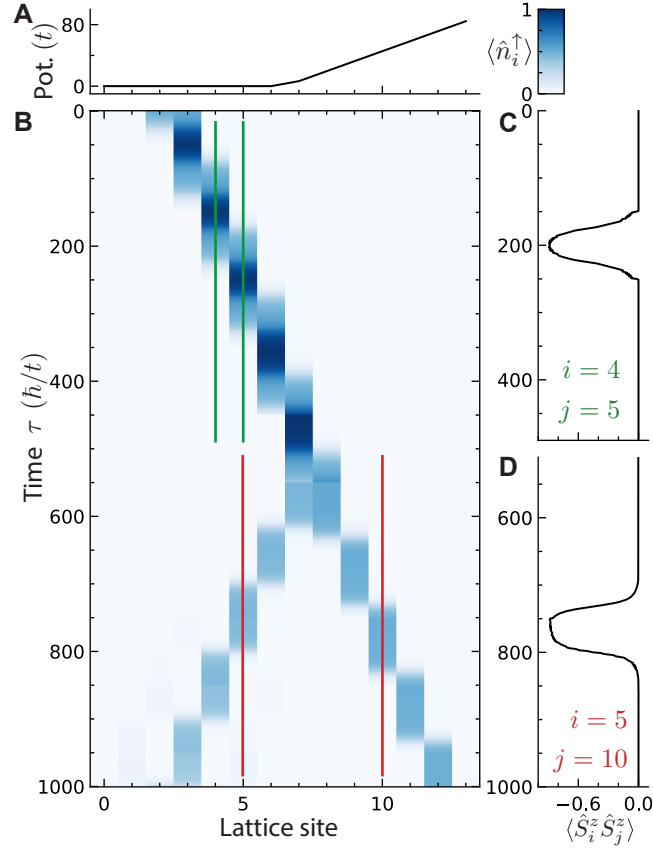 A
Pot. (t)
80
0
⟨n̂ᵢ↑⟩
1
0
B
C
0
200
400
600
800
1000
Time τ (ħ/t)
0
5
10
Lattice site
200
400
i = 4
j = 5
D
600
800
1000
i = 5
j = 10
−0.6
0.0
⟨Ŝᵢᶻ Ŝⱼᶻ⟩